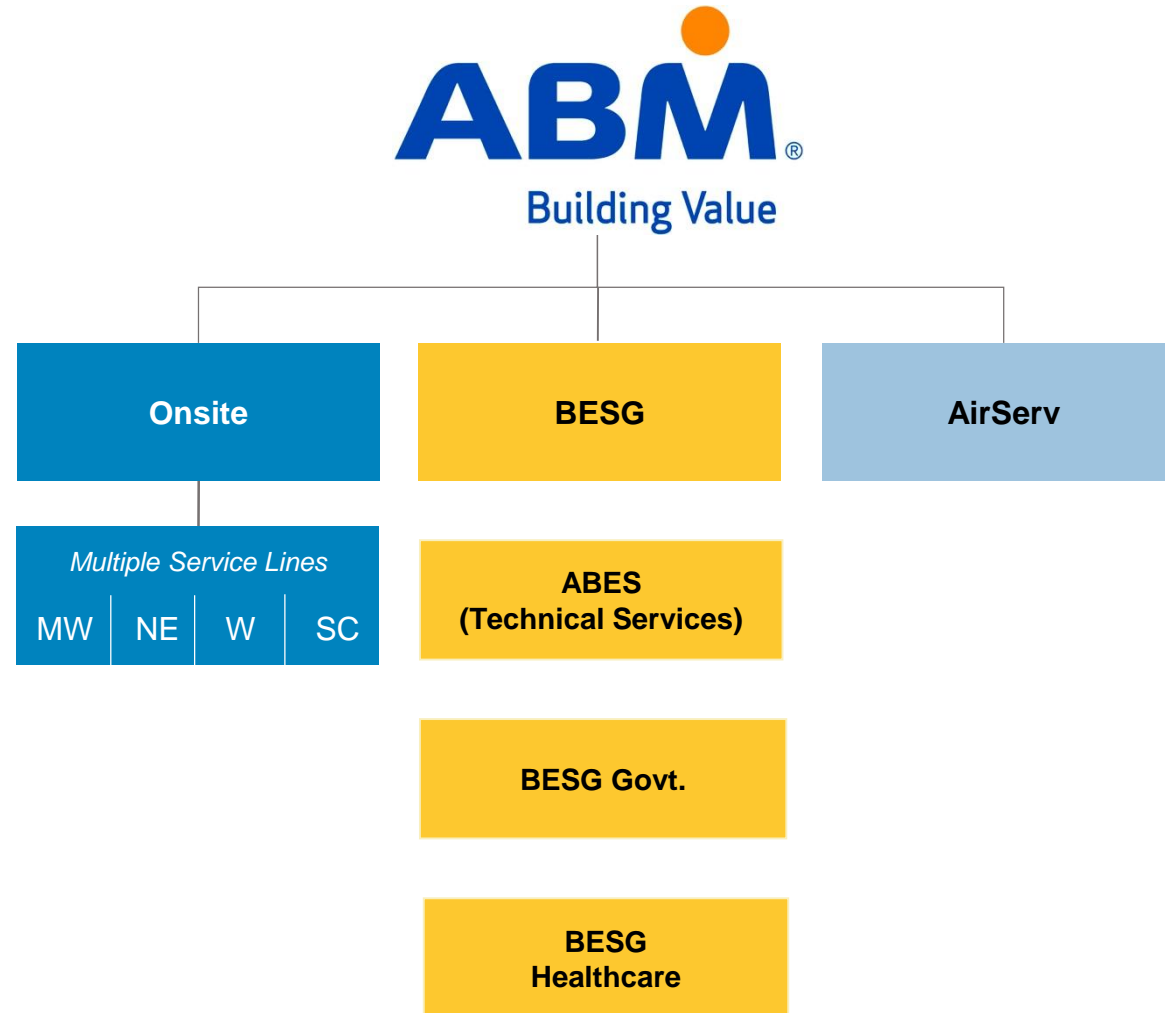 ABM®
Building Value
Onsite
BESG
AirServ
Multiple Service Lines
MW NE W SC
ABES
(Technical Services)
BESG Govt.
BESG
Healthcare